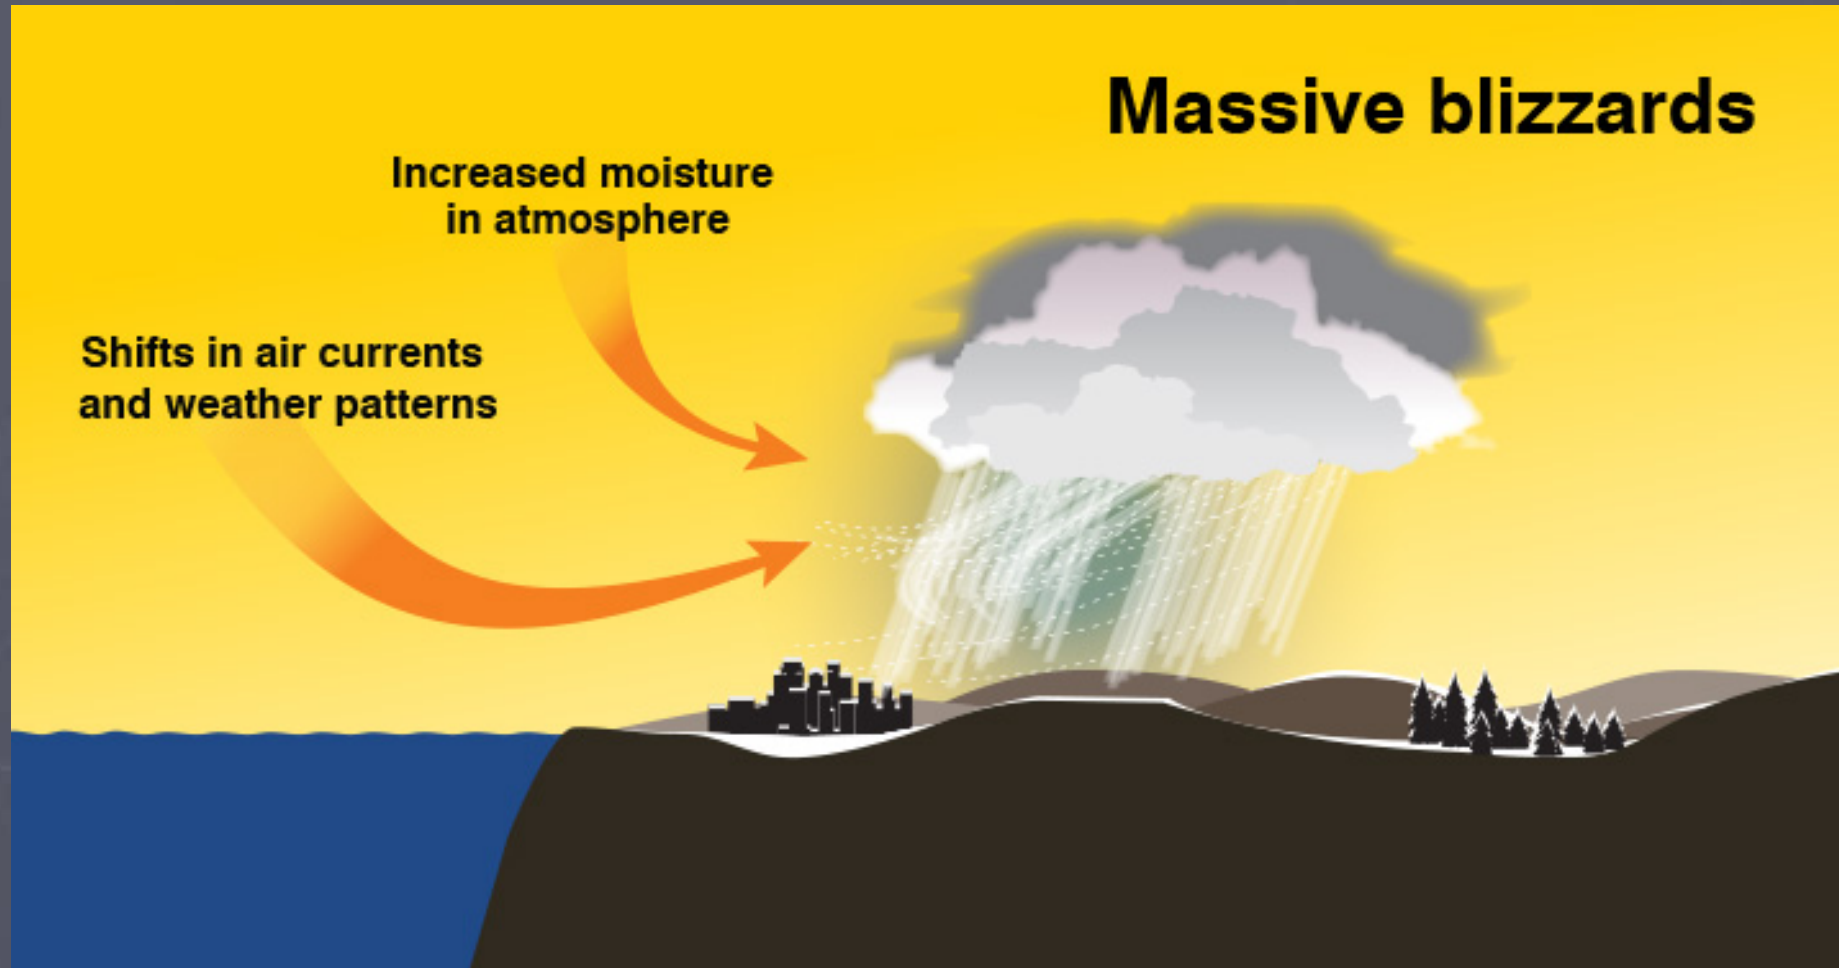 Massive blizzards
Increased moisture
in atmosphere
Shifts in air currents
and weather patterns